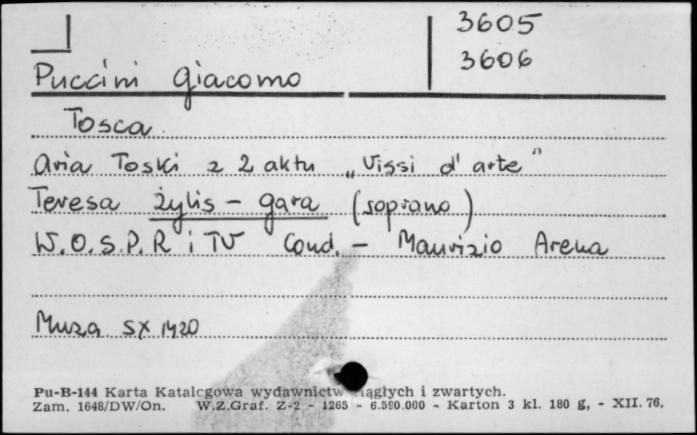 3605
3606
Puccini Giacomo
Tosca
Aria Toski z 2 aktu „Vissi d'arte"
Teresa Żylis - Gara (soprano)
W.O.S.P.R i TV Cond. - Maurizio Arena
Muza SX 1420
Pu-B-144 Karta Katalcgowa wydawnictw ciągłych i zwartych.
Zam. 1648/DW/On. W.Z.Graf. Z-2 - 1265 - 6.590.000 - Karton 3 kl. 180 g, - XII. 76.